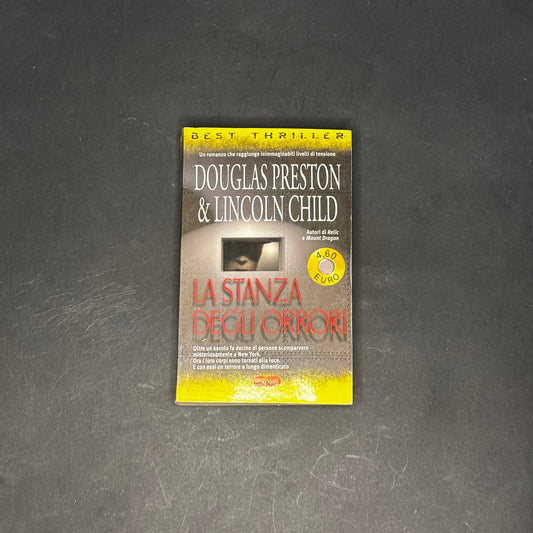 BEST THRILLER
Un romanzo che raggiunge inimmaginabili livelli di tensione
DOUGLAS PRESTON
& LINCOLN CHILD
Autori di Relic
e Mount Dragon
4,60
EURO
LA STANZA
DEGLI ORRORI
Oltre un secolo fa decine di persone scomparvero
misteriosamente a New York.
Ora i loro corpi sono tornati alla luce.
E con essi un terrore a lungo dimenticato